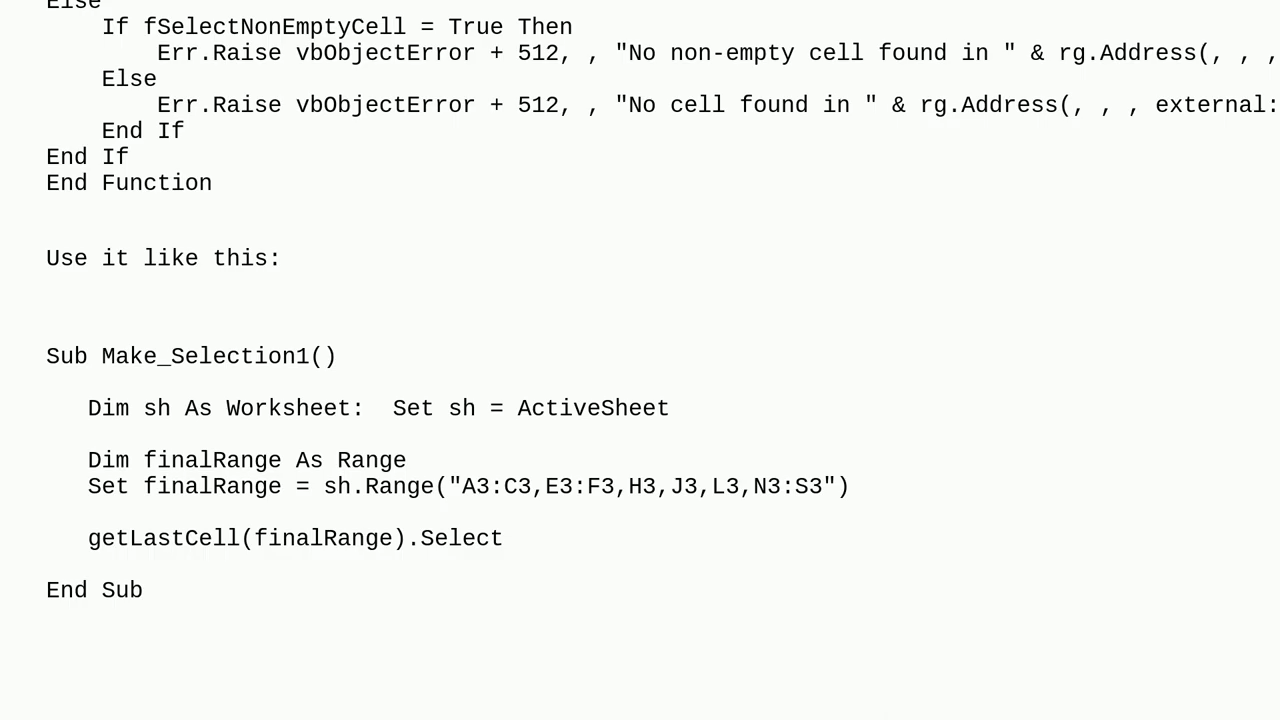 Else
If fSelectNonEmptyCell = True Then
Err.Raise vbObjectError + 512, , "No non-empty cell found in " & rg.Address(, , ,
Else
Err.Raise vbObjectError + 512, , "No cell found in " & rg.Address(, , , external:
End If
End If
End Function
Use it like this:
Sub Make_Selection1()
Dim sh As Worksheet:  Set sh = ActiveSheet
Dim finalRange As Range
Set finalRange = sh.Range("A3:C3,E3:F3,H3,J3,L3,N3:S3")
getLastCell(finalRange).Select
End Sub